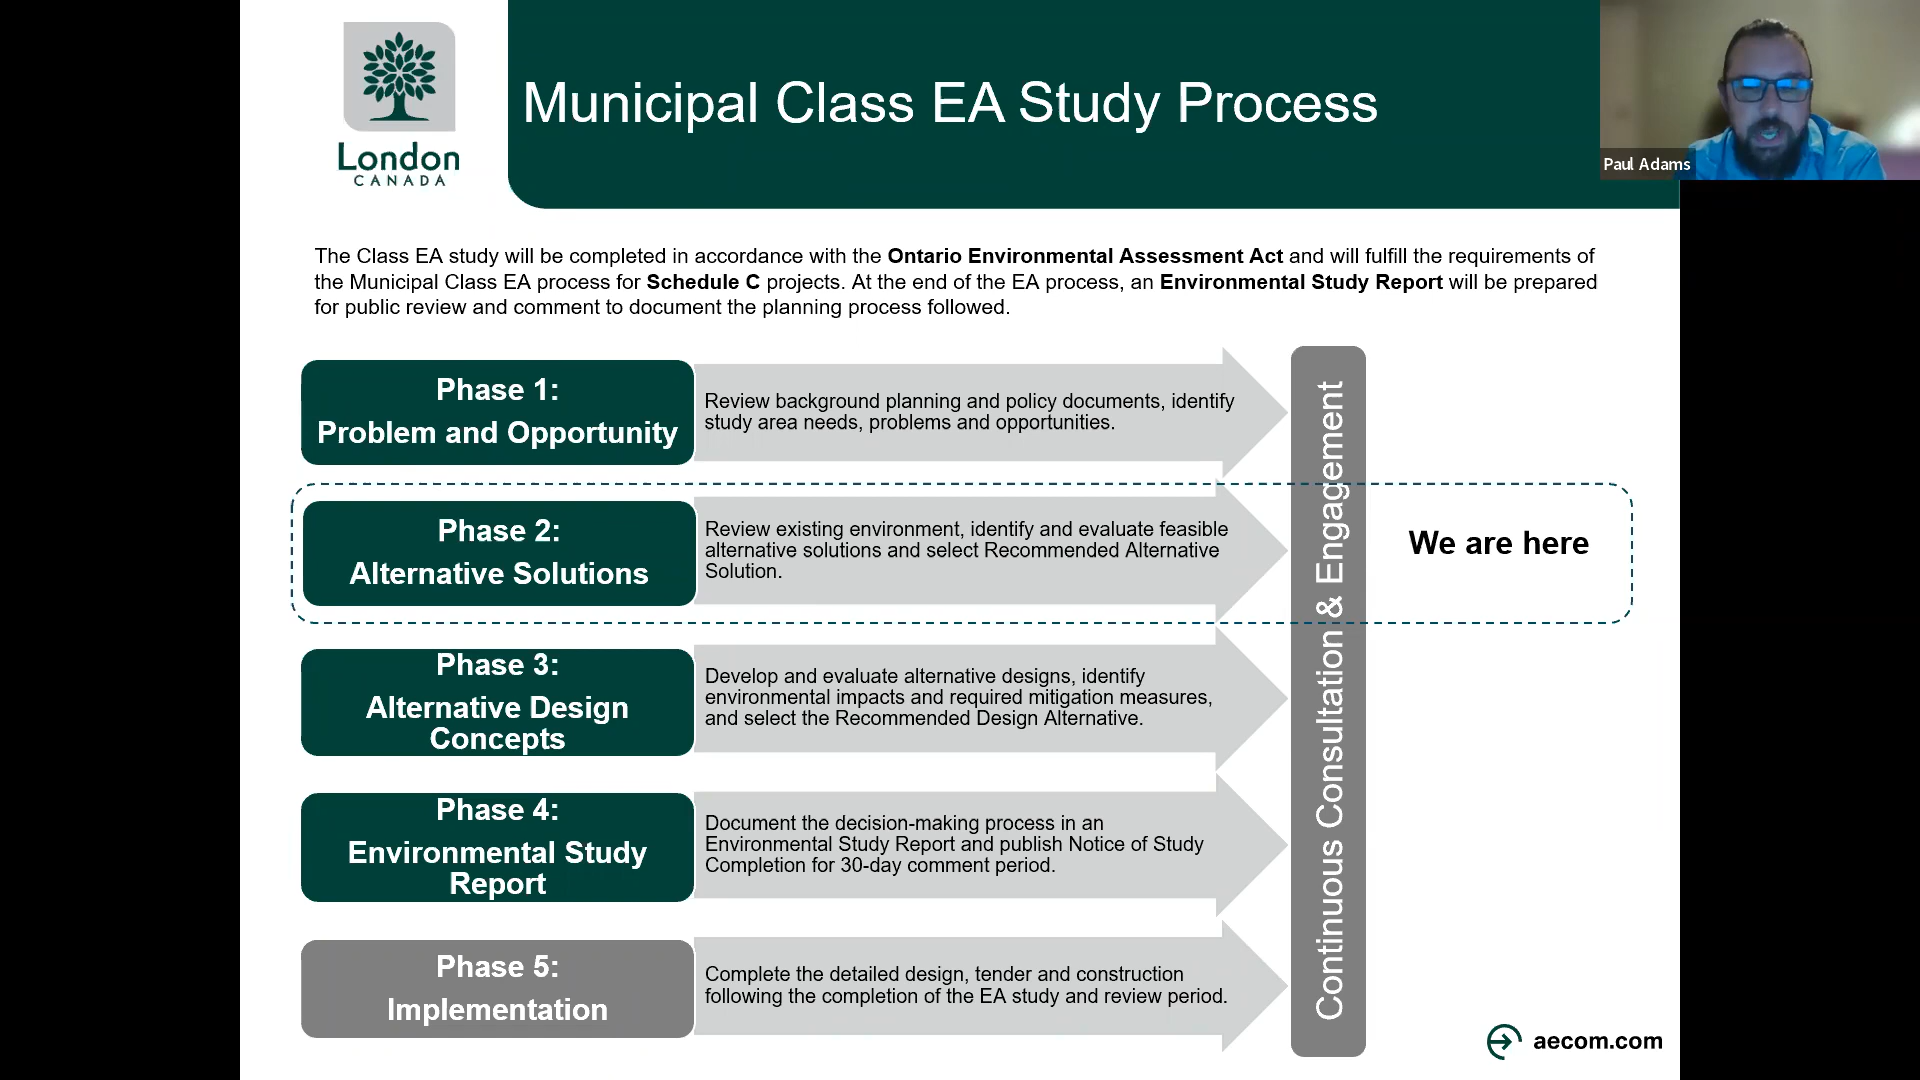 London
CANADA
Municipal Class EA Study Process
Paul Adams
The Class EA study will be completed in accordance with the Ontario Environmental Assessment Act and will fulfill the requirements of
the Municipal Class EA process for Schedule C projects. At the end of the EA process, an Environmental Study Report will be prepared
for public review and comment to document the planning process followed.
Phase 1:
Problem and Opportunity
Review background planning and policy documents, identify
study area needs, problems and opportunities.
Phase 2:
Alternative Solutions
Review existing environment, identify and evaluate feasible
alternative solutions and select Recommended Alternative
Solution.
We are here
Phase 3:
Alternative Design
Concepts
Develop and evaluate alternative designs, identify
environmental impacts and required mitigation measures,
and select the Recommended Design Alternative.
Phase 4:
Environmental Study
Report
Document the decision-making process in an
Environmental Study Report and publish Notice of Study
Completion for 30-day comment period.
Phase 5:
Implementation
Complete the detailed design, tender and construction
following the completion of the EA study and review period.
Continuous Consultation & Engagement
aecom.com